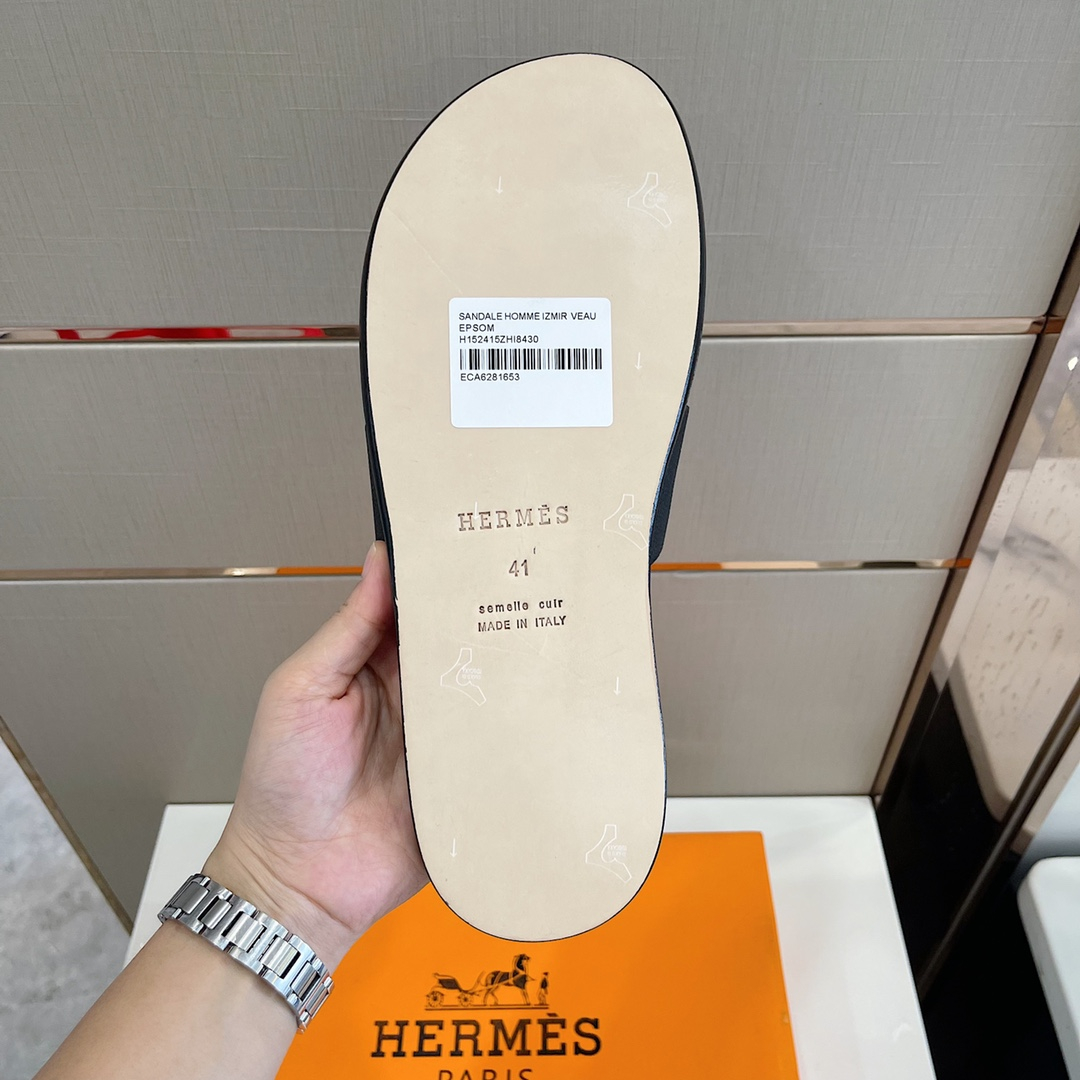 SANDALE HOMME IZMIR VEAU
EPSOM
H152415ZHI8430
ECA6281653
HERMÈS
41
semelle cuir
MADE IN ITALY
HERMÈS
PARIS